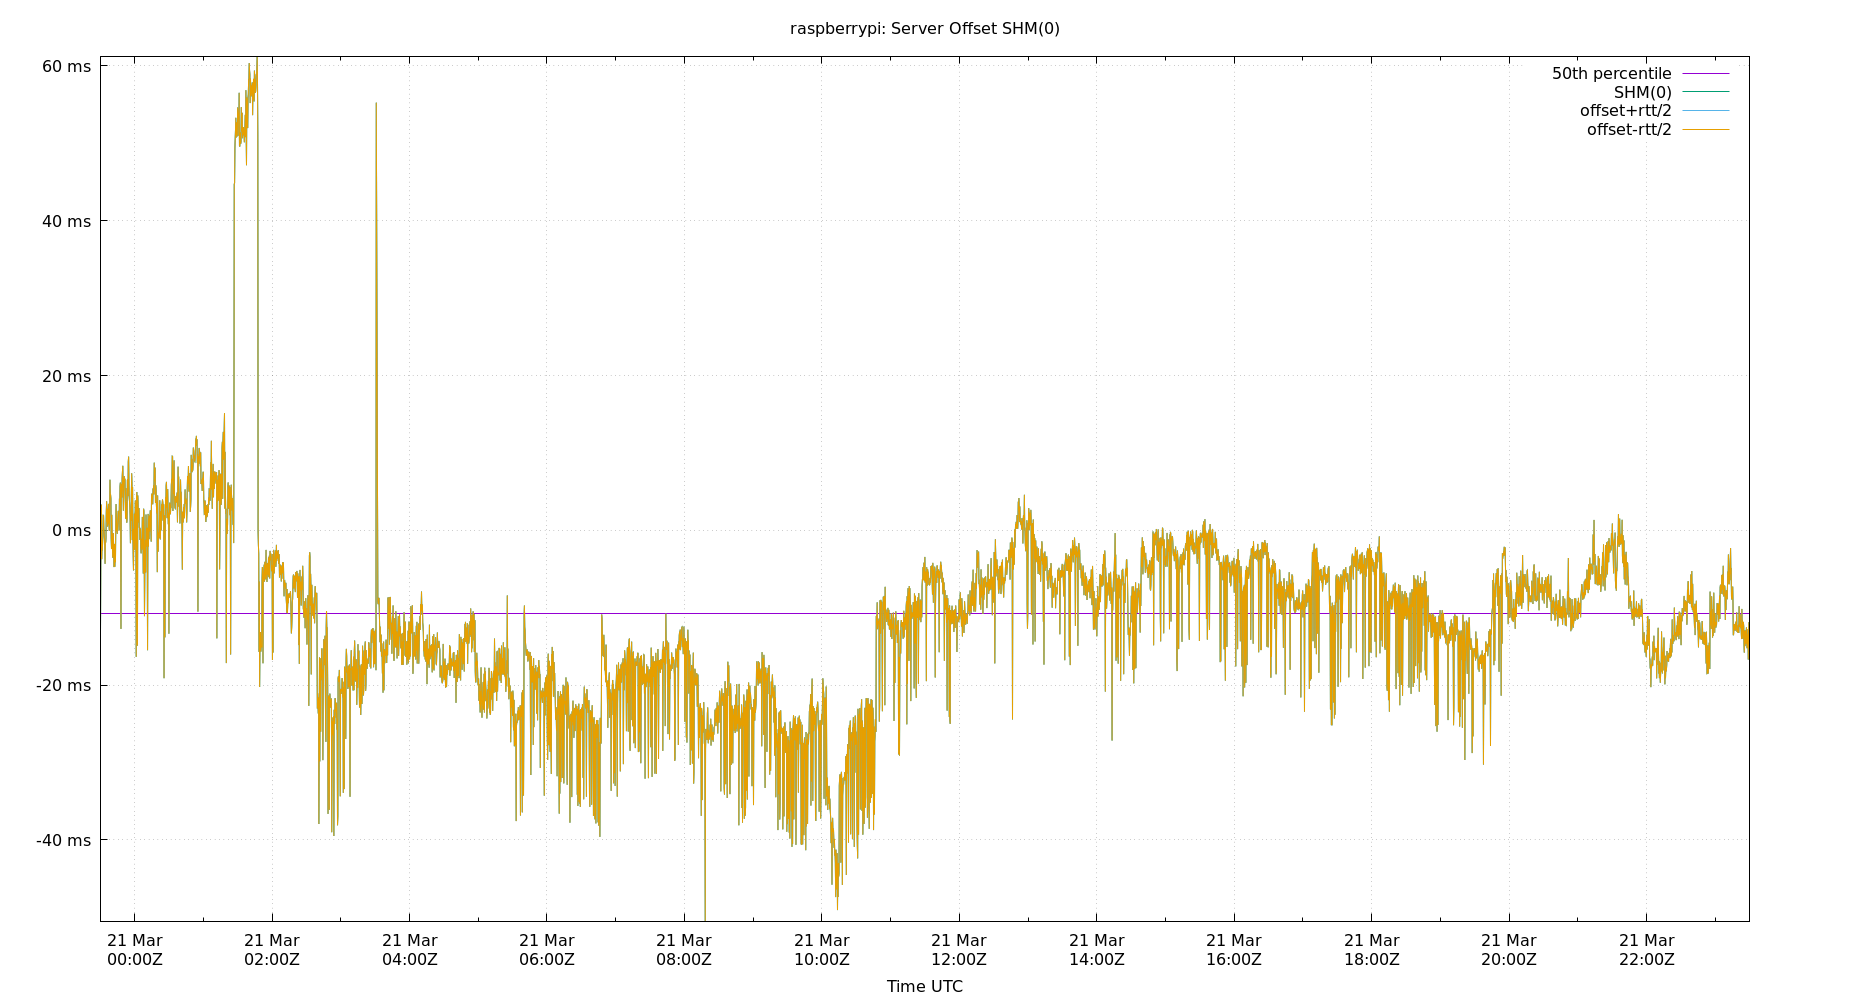 raspberrypi: Server Offset SHM(0)
60 ms
40 ms
20 ms
0 ms
-20 ms
-40 ms
50th percentile
SHM(0)
offset+rtt/2
offset-rtt/2
21 Mar 21 Mar 21 Mar 21 Mar 21 Mar 21 Mar 21 Mar 21 Mar 21 Mar 21 Mar 21 Mar 21 Mar
00:00Z 02:00Z 04:00Z 06:00Z 08:00Z 10:00Z 12:00Z 14:00Z 16:00Z 18:00Z 20:00Z 22:00Z
Time UTC